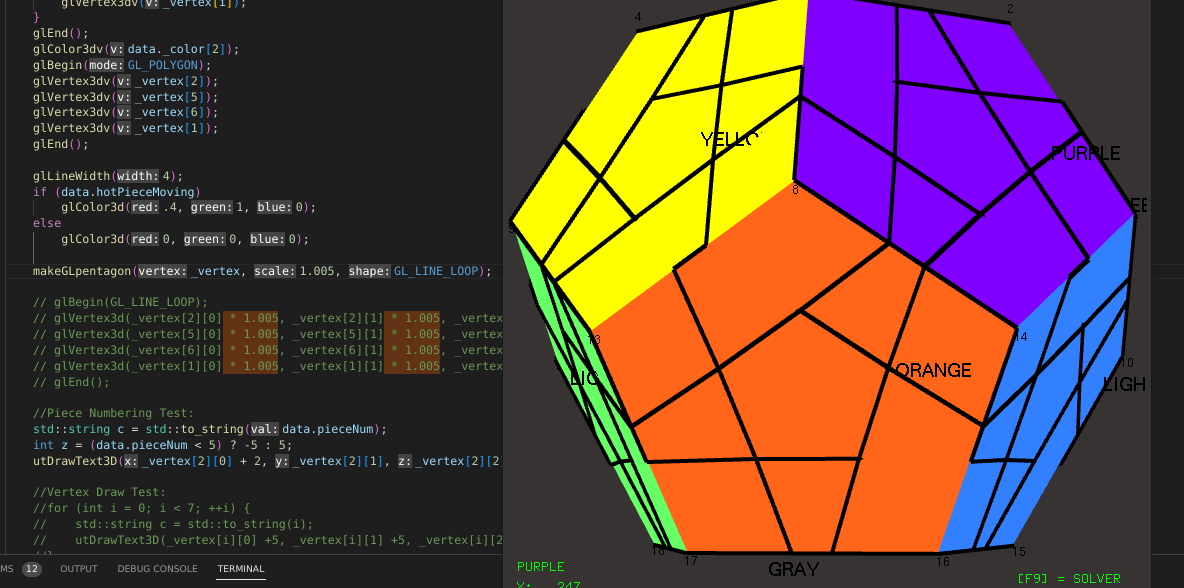 glVertex3dv(v: _vertex[i]);
}
glEnd();
glColor3dv(v: data._color[2]);
glBegin(mode: GL_POLYGON);
glVertex3dv(v: _vertex[2]);
glVertex3dv(v: _vertex[5]);
glVertex3dv(v: _vertex[6]);
glVertex3dv(v: _vertex[1]);
glEnd();
glLineWidth(width: 4);
if (data.hotPieceMoving)
glColor3d(red: .4, green: 1, blue: 0);
else
glColor3d(red: 0, green: 0, blue: 0);
makeGLpentagon(vertex: _vertex, scale: 1.005, shape: GL_LINE_LOOP);
// glBegin(GL_LINE_LOOP);
// glVertex3d(_vertex[2][0] * 1.005, _vertex[2][1] * 1.005, _vertex
// glVertex3d(_vertex[5][0] * 1.005, _vertex[5][1] * 1.005, _vertex
// glVertex3d(_vertex[6][0] * 1.005, _vertex[6][1] * 1.005, _vertex
// glVertex3d(_vertex[1][0] * 1.005, _vertex[1][1] * 1.005, _vertex
// glEnd();
//Piece Numbering Test:
std::string c = std::to_string(val: data.pieceNum);
int z = (data.pieceNum < 5) ? -5 : 5;
utDrawText3D(x: _vertex[2][0] + 2, y: _vertex[2][1], z: _vertex[2][2
//Vertex Draw Test:
//for (int i = 0; i < 7; ++i) {
// std::string c = std::to_string(i);
// utDrawText3D(_vertex[i][0] +5, _vertex[i][1] +5, _vertex[i][2
MS 12 OUTPUT DEBUG CONSOLE TERMINAL
4
2
YELLO
PURPLE
8
EE
13
14
10
LIG
ORANGE
LIGH
17
16
15
GRAY
PURPLE
[F9] = SOLVER
X: 247